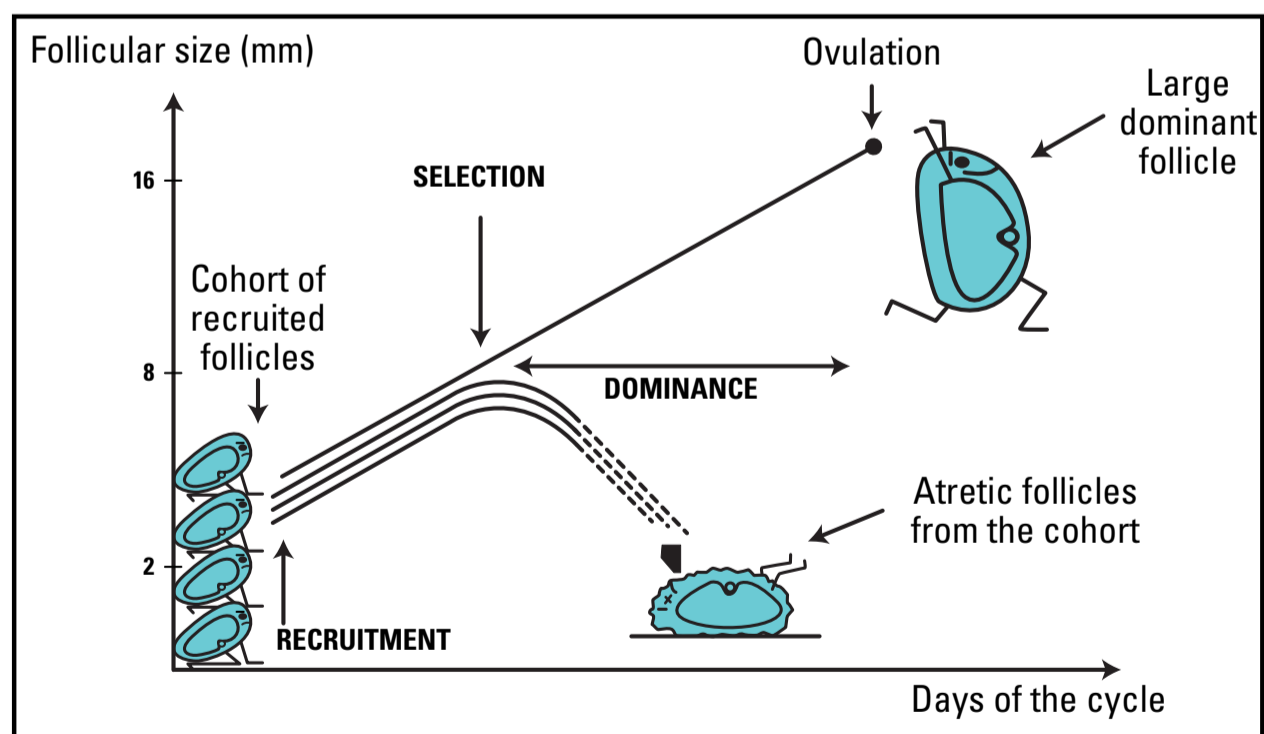 Follicular size (mm)
Ovulation
Large
dominant
follicle
16
SELECTION
Cohort of
recruited
follicles
8
DOMINANCE
Atretic follicles
from the cohort
2
RECRUITMENT
Days of the cycle